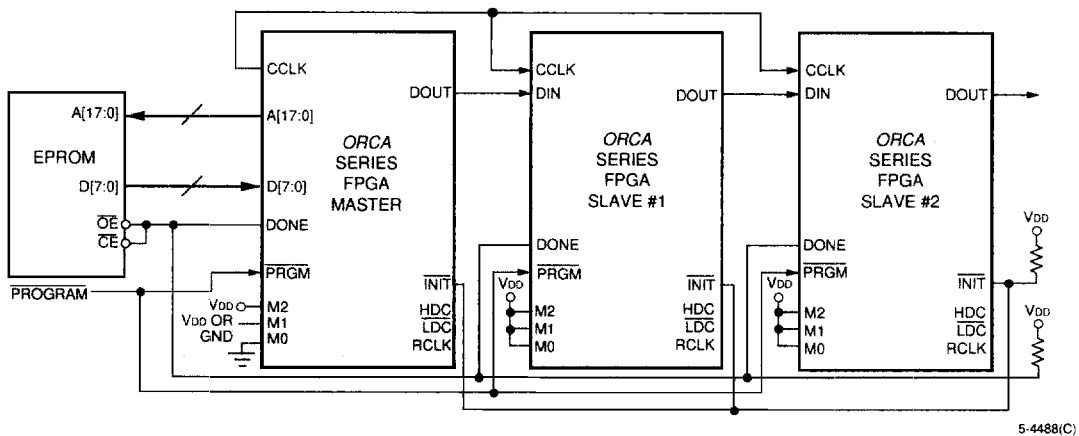 EPROM
A[17:0]
D[7:0]
OE
CE
PROGRAM
CCLK
A[17:0]
D[7:0]
DONE
PRGM
VDD
M2
VDD OR
GND
M1
M0
DOUT
ORCA
SERIES
FPGA
MASTER
INIT
HDC
LDC
RCLK
CCLK
DIN
DOUT
ORCA
SERIES
FPGA
SLAVE #1
DONE
PRGM
VDD
M2
M1
M0
INIT
HDC
LDC
RCLK
CCLK
DIN
DOUT
ORCA
SERIES
FPGA
SLAVE #2
DONE
PRGM
VDD
M2
M1
M0
INIT
HDC
LDC
RCLK
VDD
VDD
5-4488(C)